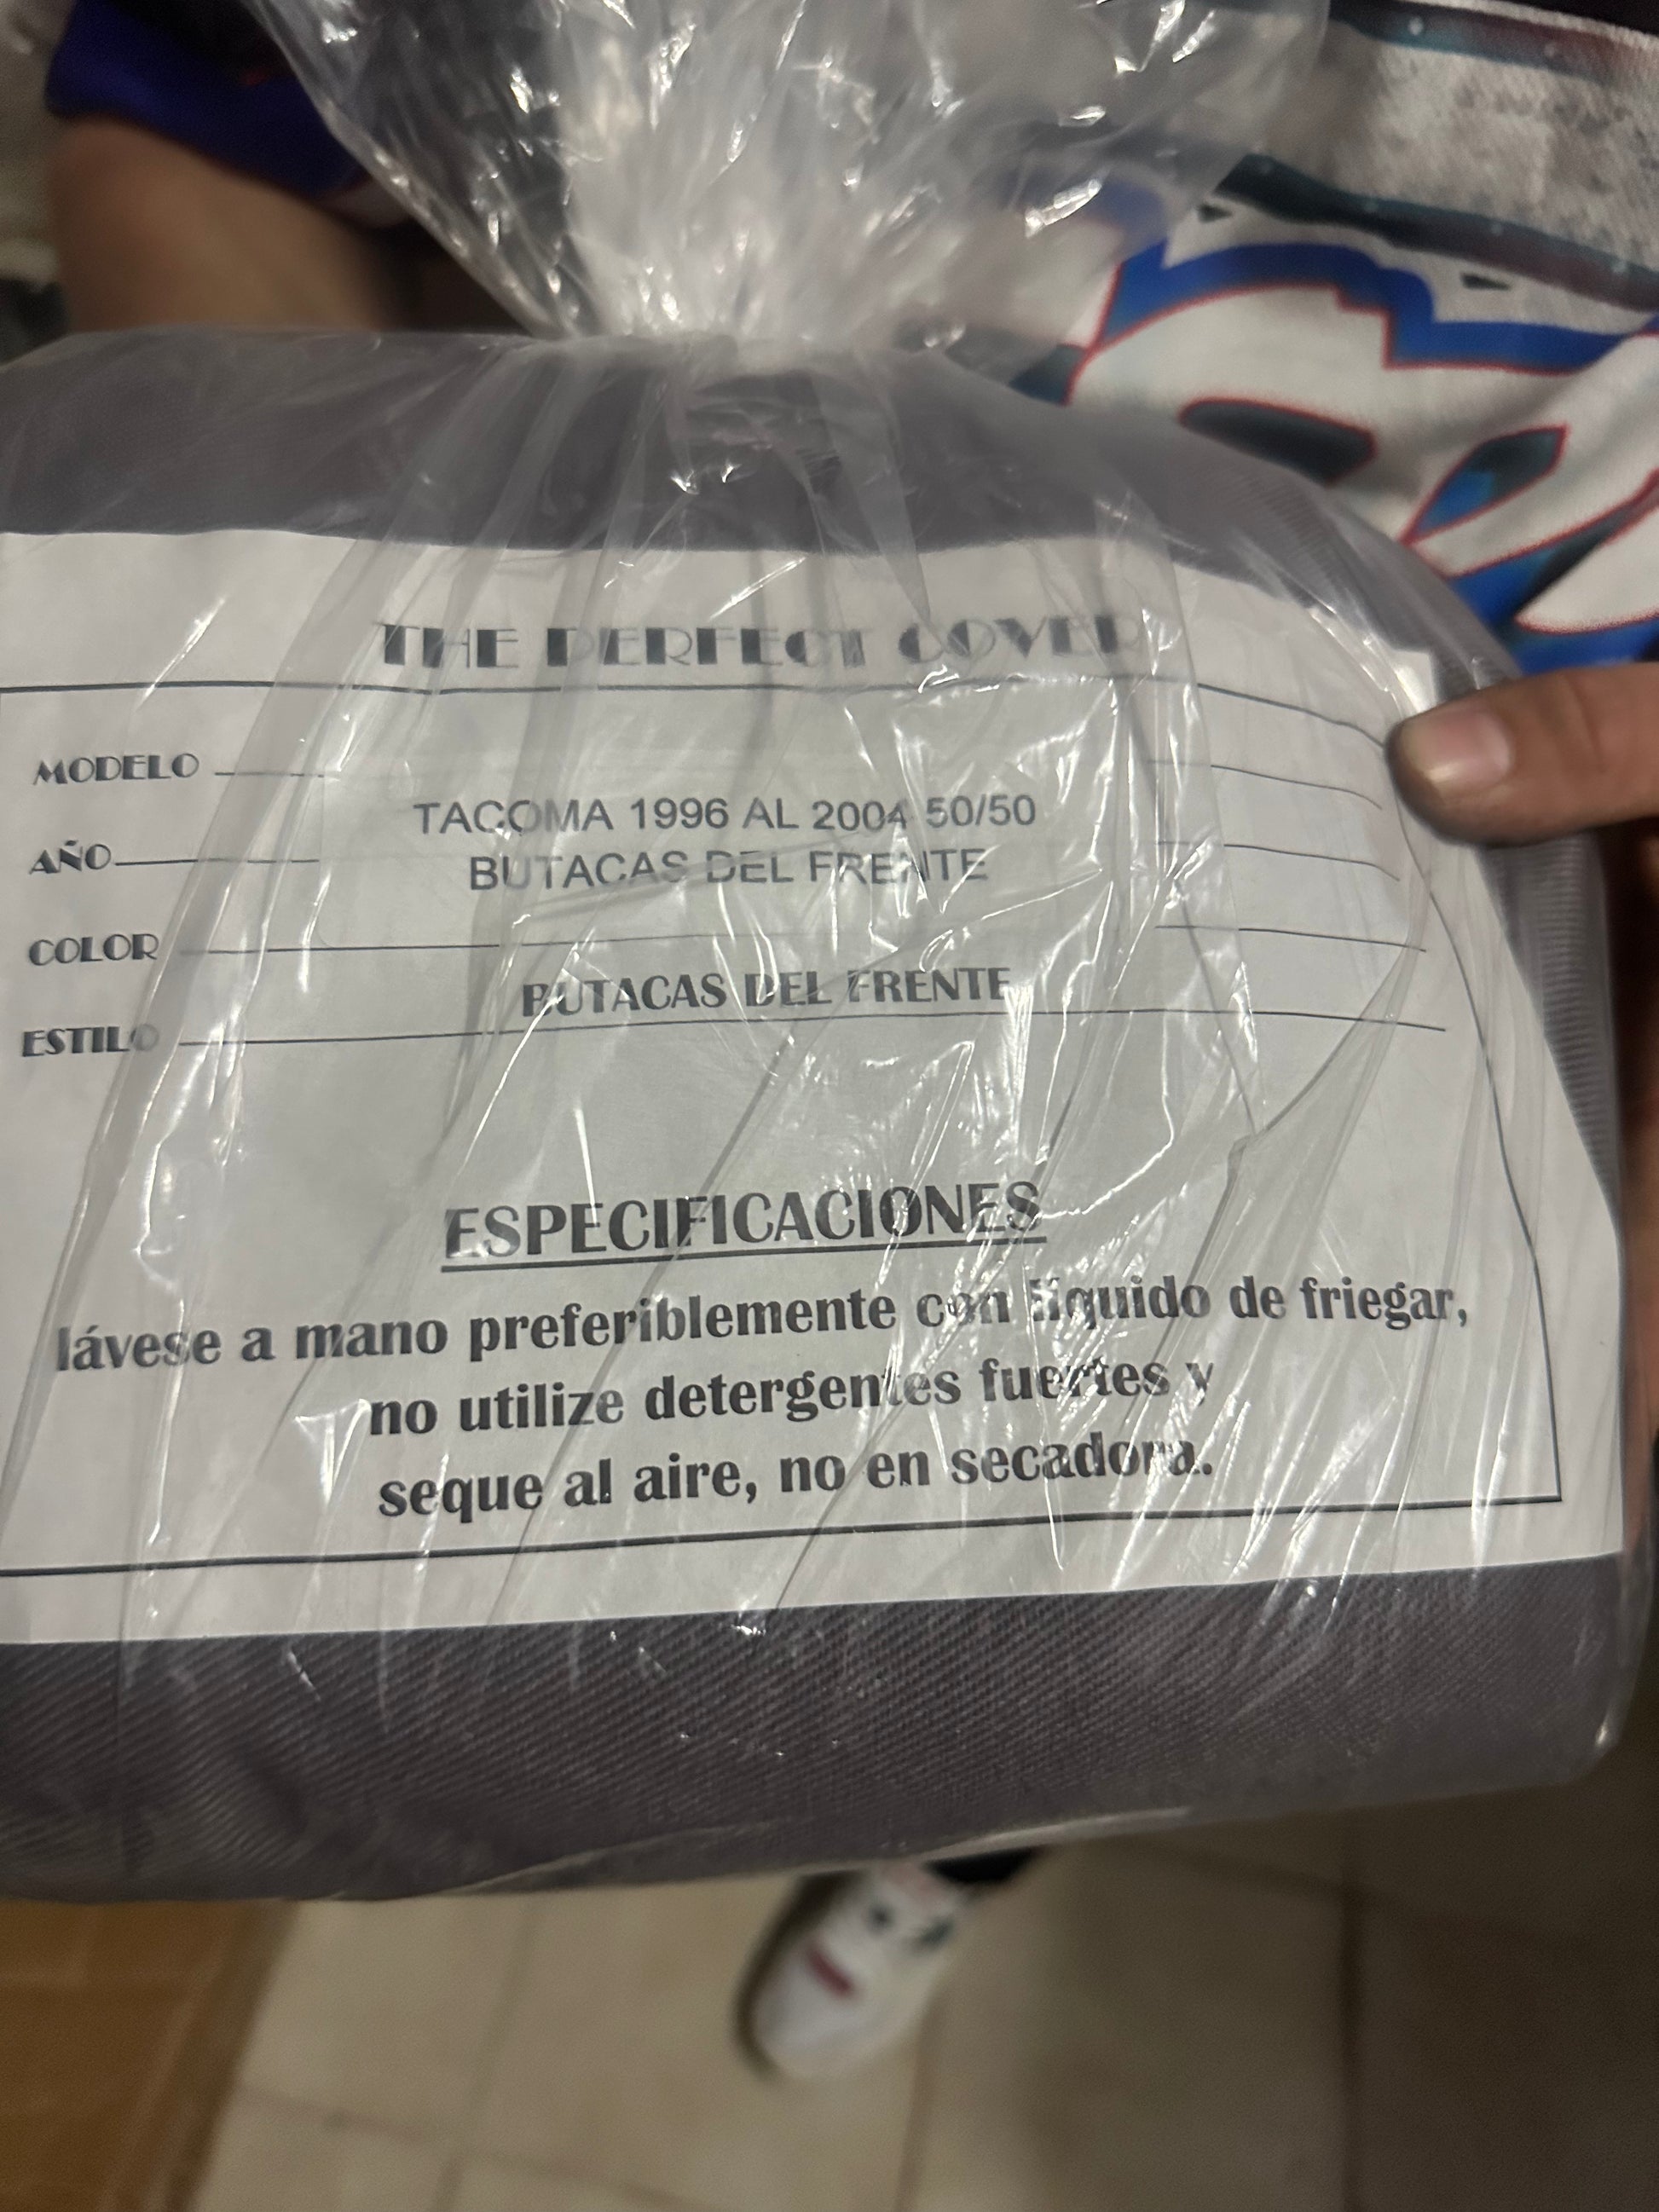 THE PERFECT COVER
MODELO
TACOMA 1996 AL 2004 50/50
AÑO
BUTACAS DEL FRENTE
COLOR
BUTACAS DEL FRENTE
ESTILO
ESPECIFICACIONES
lávese a mano preferiblemente con líquido de friegar,
no utilize detergentes fuertes y
seque al aire, no en secadora.